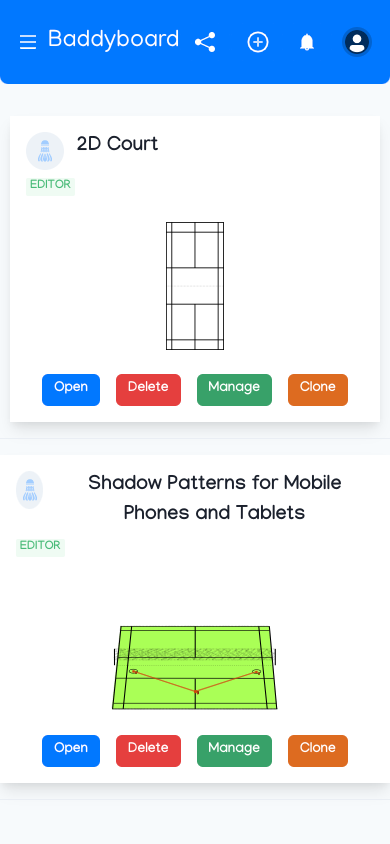 Baddyboard
2D Court
EDITOR
Open Delete Manage Clone
Shadow Patterns for Mobile
Phones and Tablets
EDITOR
Open Delete Manage Clone